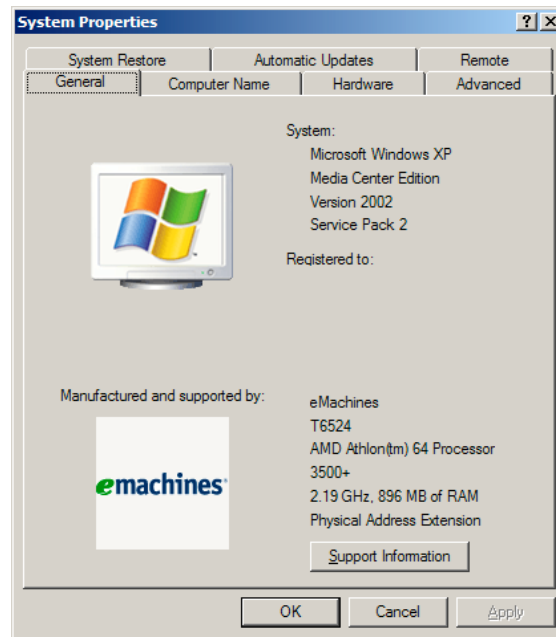 System Properties
System Restore Automatic Updates Remote
General Computer Name Hardware Advanced
System:
Microsoft Windows XP
Media Center Edition
Version 2002
Service Pack 2
Registered to:
Manufactured and supported by:
eMachines
T6524
AMD Athlon(tm) 64 Processor
3500+
2.19 GHz, 896 MB of RAM
Physical Address Extension
emachines
Support Information
OK Cancel Apply